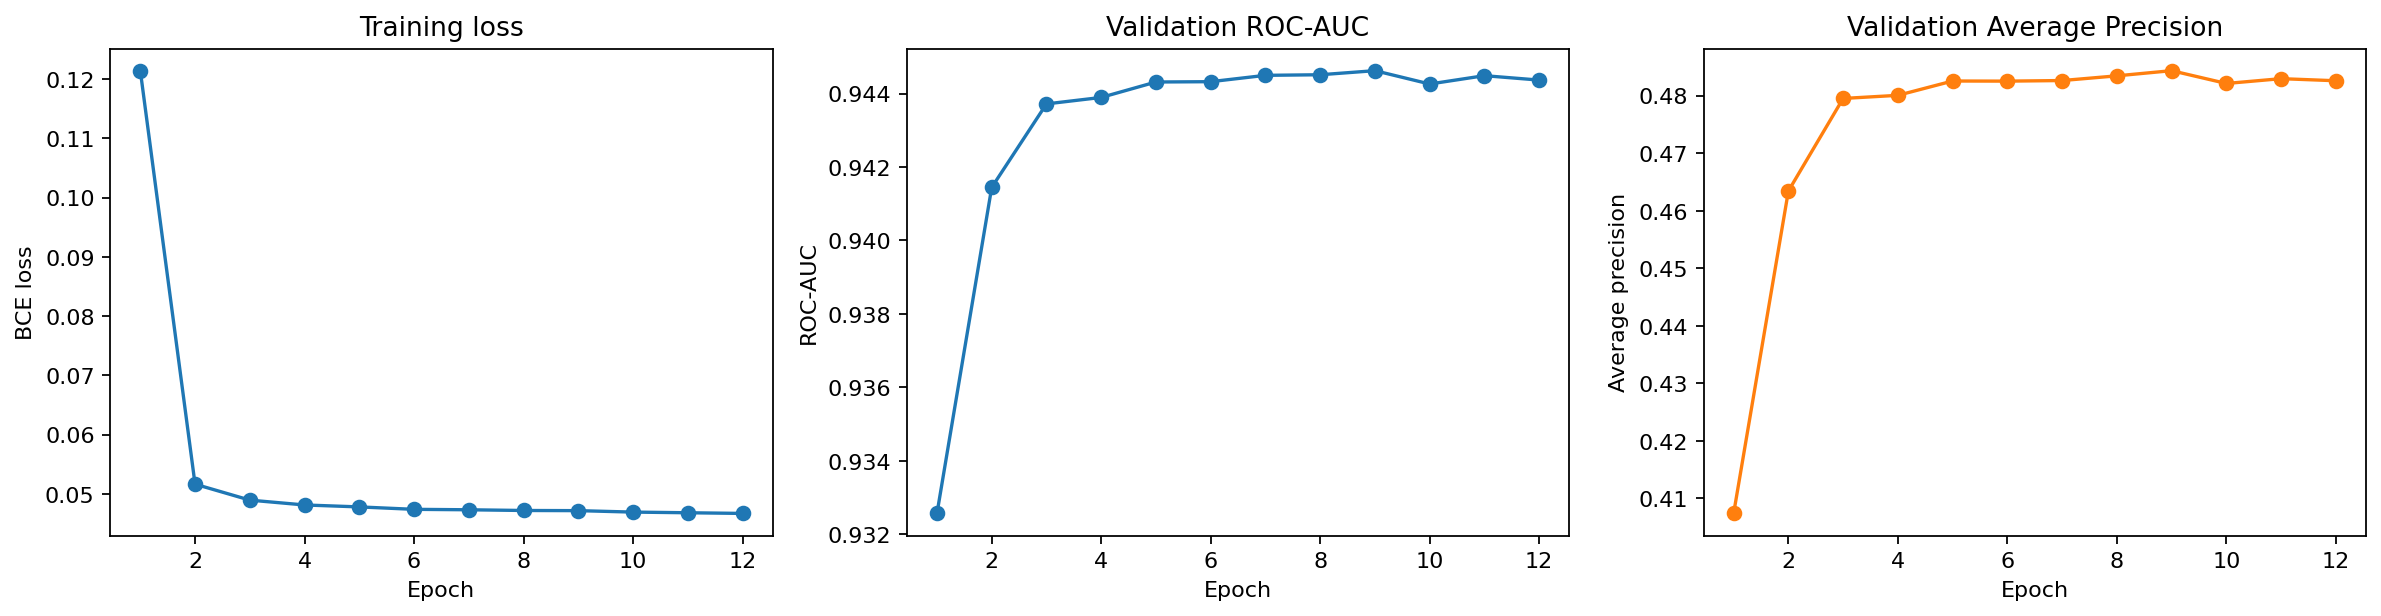 Training loss
BCE loss
0.12
0.11
0.10
0.09
0.08
0.07
0.06
0.05
2 4 6 8 10 12
Epoch
Validation ROC-AUC
ROC-AUC
0.944
0.942
0.940
0.938
0.936
0.934
0.932
2 4 6 8 10 12
Epoch
Validation Average Precision
Average precision
0.48
0.47
0.46
0.45
0.44
0.43
0.42
0.41
2 4 6 8 10 12
Epoch